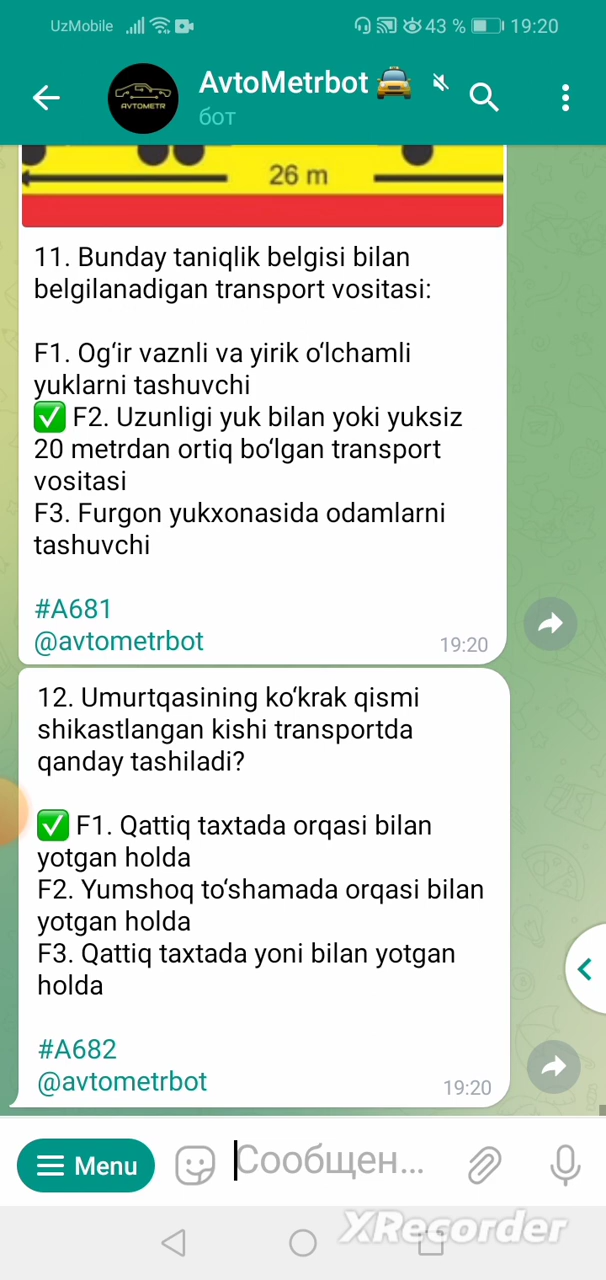 UzMobile 43 % 19:20
AvtoMetrbot
AVTOMETR
бот
26 m
11. Bunday taniqlik belgisi bilan
belgilanadigan transport vositasi:
F1. Og‘ir vaznli va yirik o‘lchamli
yuklarni tashuvchi
✅ F2. Uzunligi yuk bilan yoki yuksiz
20 metrdan ortiq bo‘lgan transport
vositasi
F3. Furgon yukxonasida odamlarni
tashuvchi
#A681
@avtometrbot 19:20
12. Umurtqasining ko‘krak qismi
shikastlangan kishi transportda
qanday tashiladi?
✅ F1. Qattiq taxtada orqasi bilan
yotgan holda
F2. Yumshoq to‘shamada orqasi bilan
yotgan holda
F3. Qattiq taxtada yoni bilan yotgan
holda
#A682
@avtometrbot 19:20
Menu Сообщен...
XRecorder